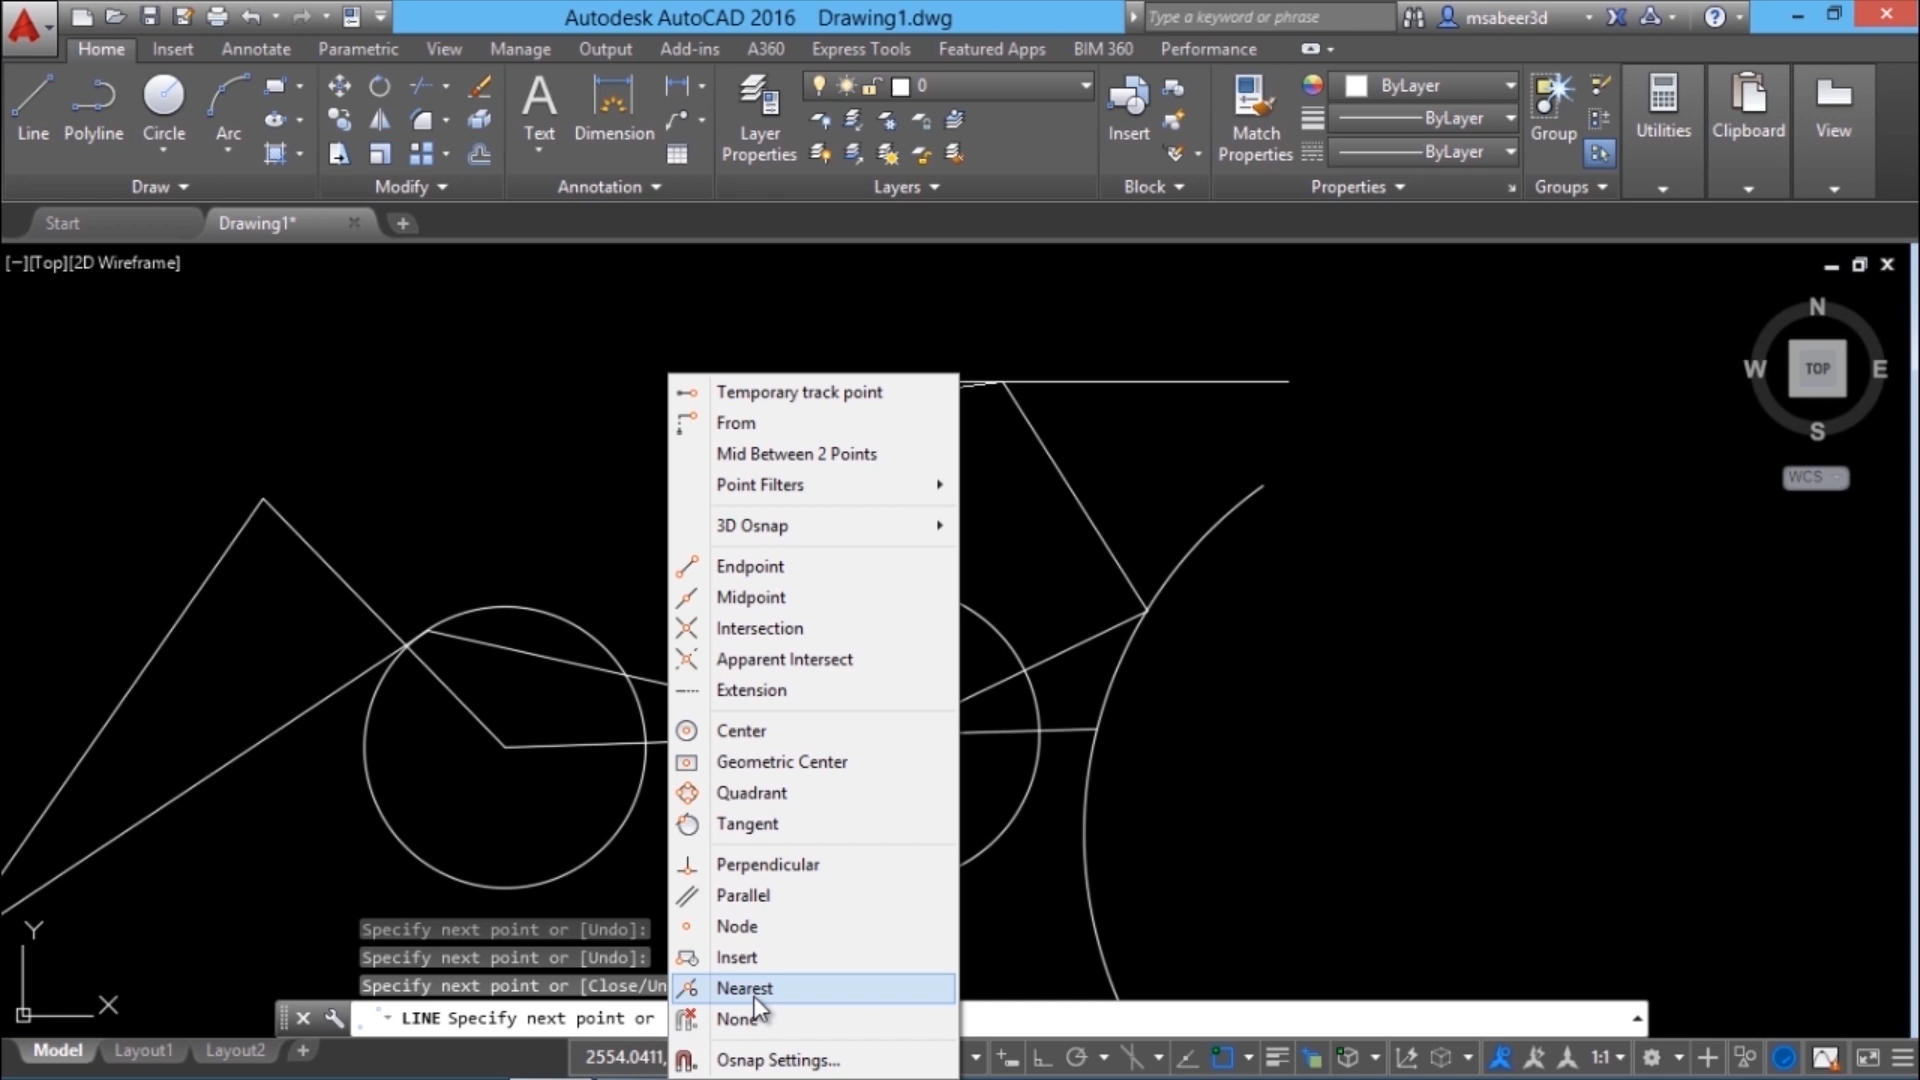 Autodesk AutoCAD 2016 Drawing1.dwg
Type a keyword or phrase
msabeer3d
Home Insert Annotate Parametric View Manage Output Add-ins A360 Express Tools Featured Apps BIM 360 Performance
Line Polyline Circle Arc
Text Dimension
Layer Properties
0
Insert
Match Properties
ByLayer
ByLayer
ByLayer
Group
Utilities
Clipboard
View
Draw Modify Annotation Layers Block Properties Groups
Start Drawing1*
[−][Top][2D Wireframe]
N
W TOP E
S
WCS
Temporary track point
From
Mid Between 2 Points
Point Filters
3D Osnap
Endpoint
Midpoint
Intersection
Apparent Intersect
Extension
Center
Geometric Center
Quadrant
Tangent
Perpendicular
Parallel
Node
Insert
Nearest
None
Osnap Settings...
Y
X
Specify next point or [Undo]:
Specify next point or [Undo]:
Specify next point or [Close/Un
LINE Specify next point or
Model Layout1 Layout2
2554.0411,
1:1